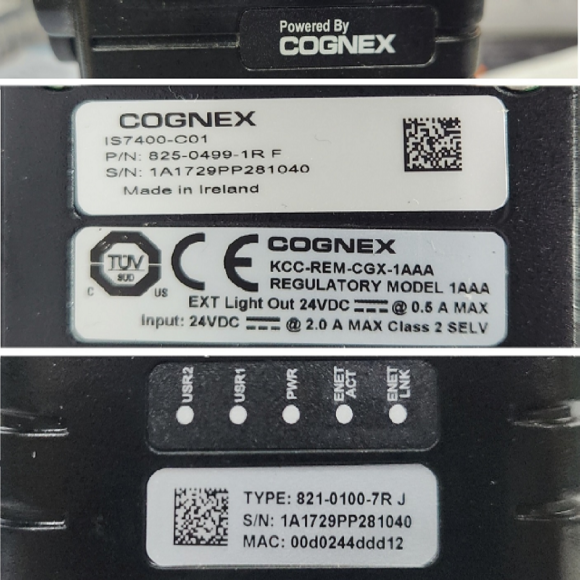 Powered By
COGNEX
COGNEX
IS7400-C01
P/N: 825-0499-1R F
S/N: 1A1729PP281040
Made in Ireland
TÜV
SUD
C US
CE
COGNEX
KCC-REM-CGX-1AAA
REGULATORY MODEL 1AAA
EXT Light Out 24VDC @ 0.5 A MAX
Input: 24VDC @ 2.0 A MAX Class 2 SELV
USR2
USR1
PWR
ENET ACT
ENET LNK
TYPE: 821-0100-7R J
S/N: 1A1729PP281040
MAC: 00d0244ddd12